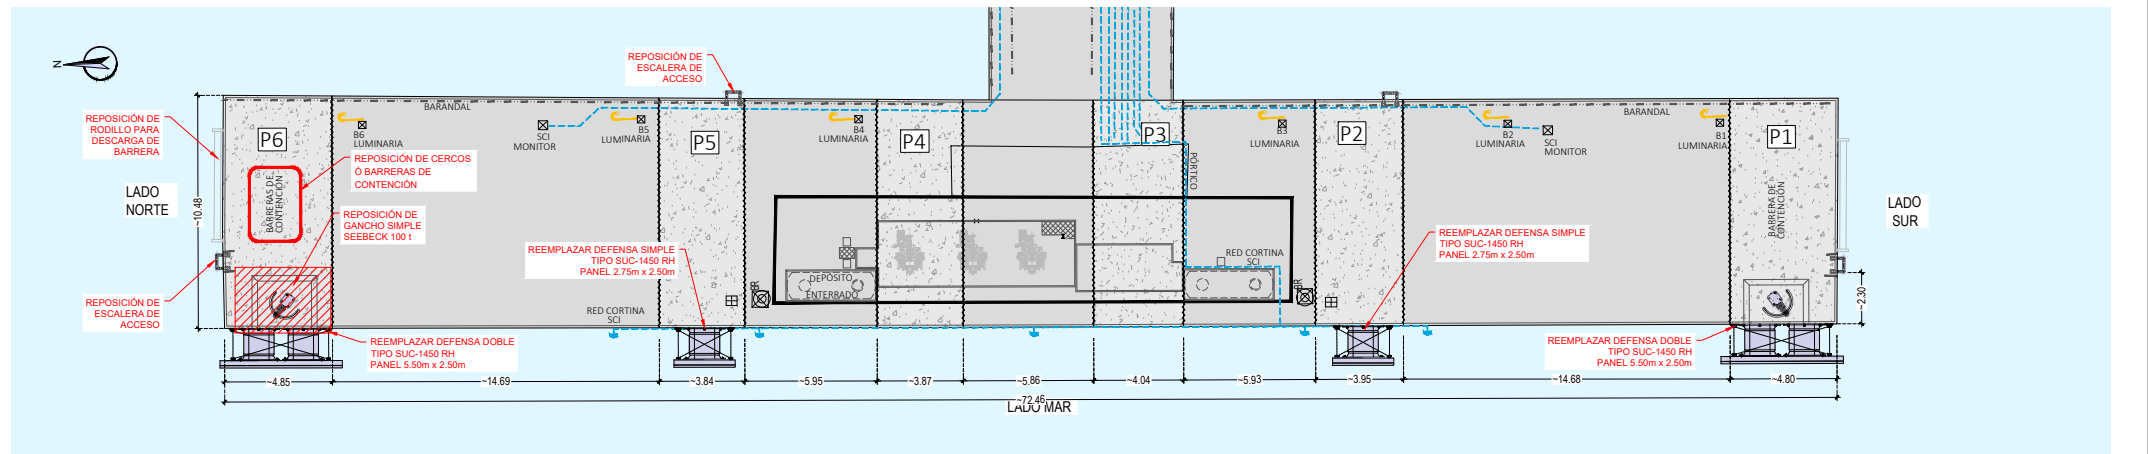 N
REPOSICIÓN DE
ESCALERA DE
ACCESO
REPOSICIÓN DE
RODILLO PARA
DESCARGA DE
BARRERA
BARANDAL
BARANDAL
P6
P5
P4
P3
P2
P1
B6
LUMINARIA
SCI
MONITOR
B5
LUMINARIA
B4
LUMINARIA
B3
LUMINARIA
B2
LUMINARIA
SCI
MONITOR
B1
LUMINARIA
REPOSICIÓN DE CERCOS
Ó BARRERAS DE
CONTENCIÓN
PÓRTICO
LADO
NORTE
~10.48
BARRERAS DE
CONTENCIÓN
BARRERA DE
CONTENCIÓN
LADO
SUR
REPOSICIÓN DE
GANCHO SIMPLE
SEEBECK 100 t
REEMPLAZAR DEFENSA SIMPLE
TIPO SUC-1450 RH
PANEL 2.75m x 2.50m
REEMPLAZAR DEFENSA SIMPLE
TIPO SUC-1450 RH
PANEL 2.75m x 2.50m
RED CORTINA
SCI
DEPÓSITO
ENTERRADO
BR
BR
~2.30
REPOSICIÓN DE
ESCALERA DE
ACCESO
RED CORTINA
SCI
REEMPLAZAR DEFENSA DOBLE
TIPO SUC-1450 RH
PANEL 5.50m x 2.50m
REEMPLAZAR DEFENSA DOBLE
TIPO SUC-1450 RH
PANEL 5.50m x 2.50m
~4.85
~14.69
~3.84
~5.95
~3.87
~5.86
~4.04
~5.93
~3.95
~14.68
~4.80
~72.46
LADO MAR